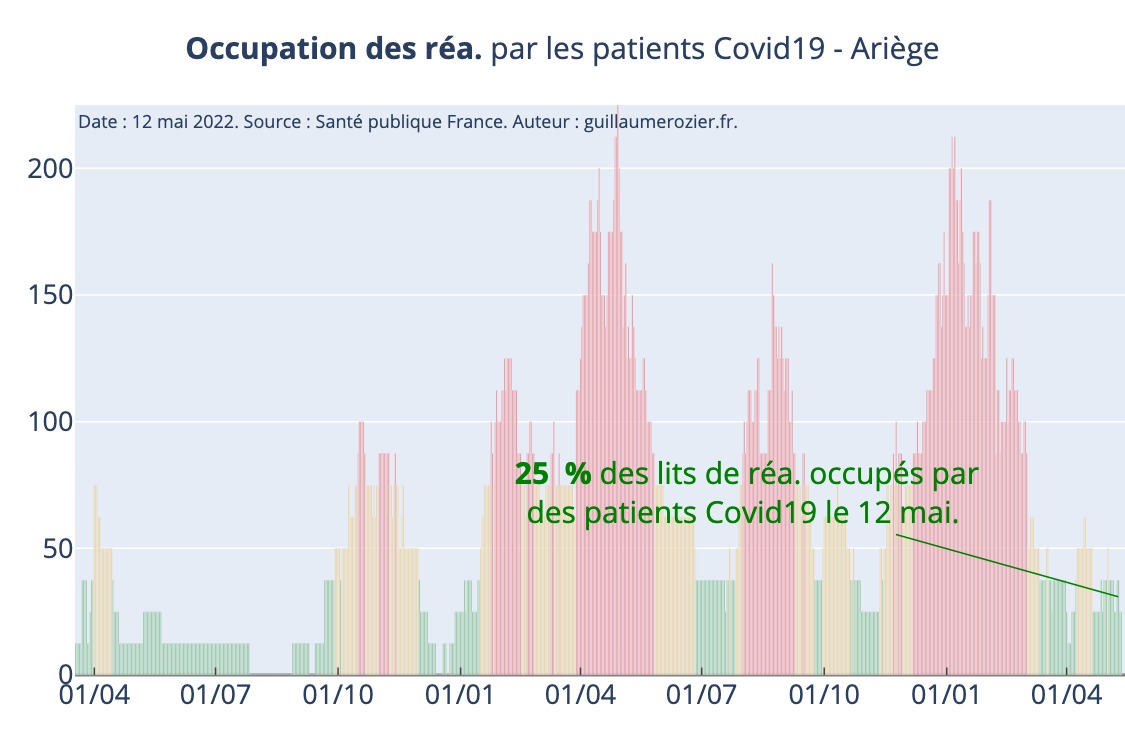 Occupation des réa. par les patients Covid19 - Ariège
Date : 12 mai 2022. Source : Santé publique France. Auteur : guillaumerozier.fr.
200
150
100
50
0
25 % des lits de réa. occupés par
des patients Covid19 le 12 mai.
01/04 01/07 01/10 01/01 01/04 01/07 01/10 01/01 01/04